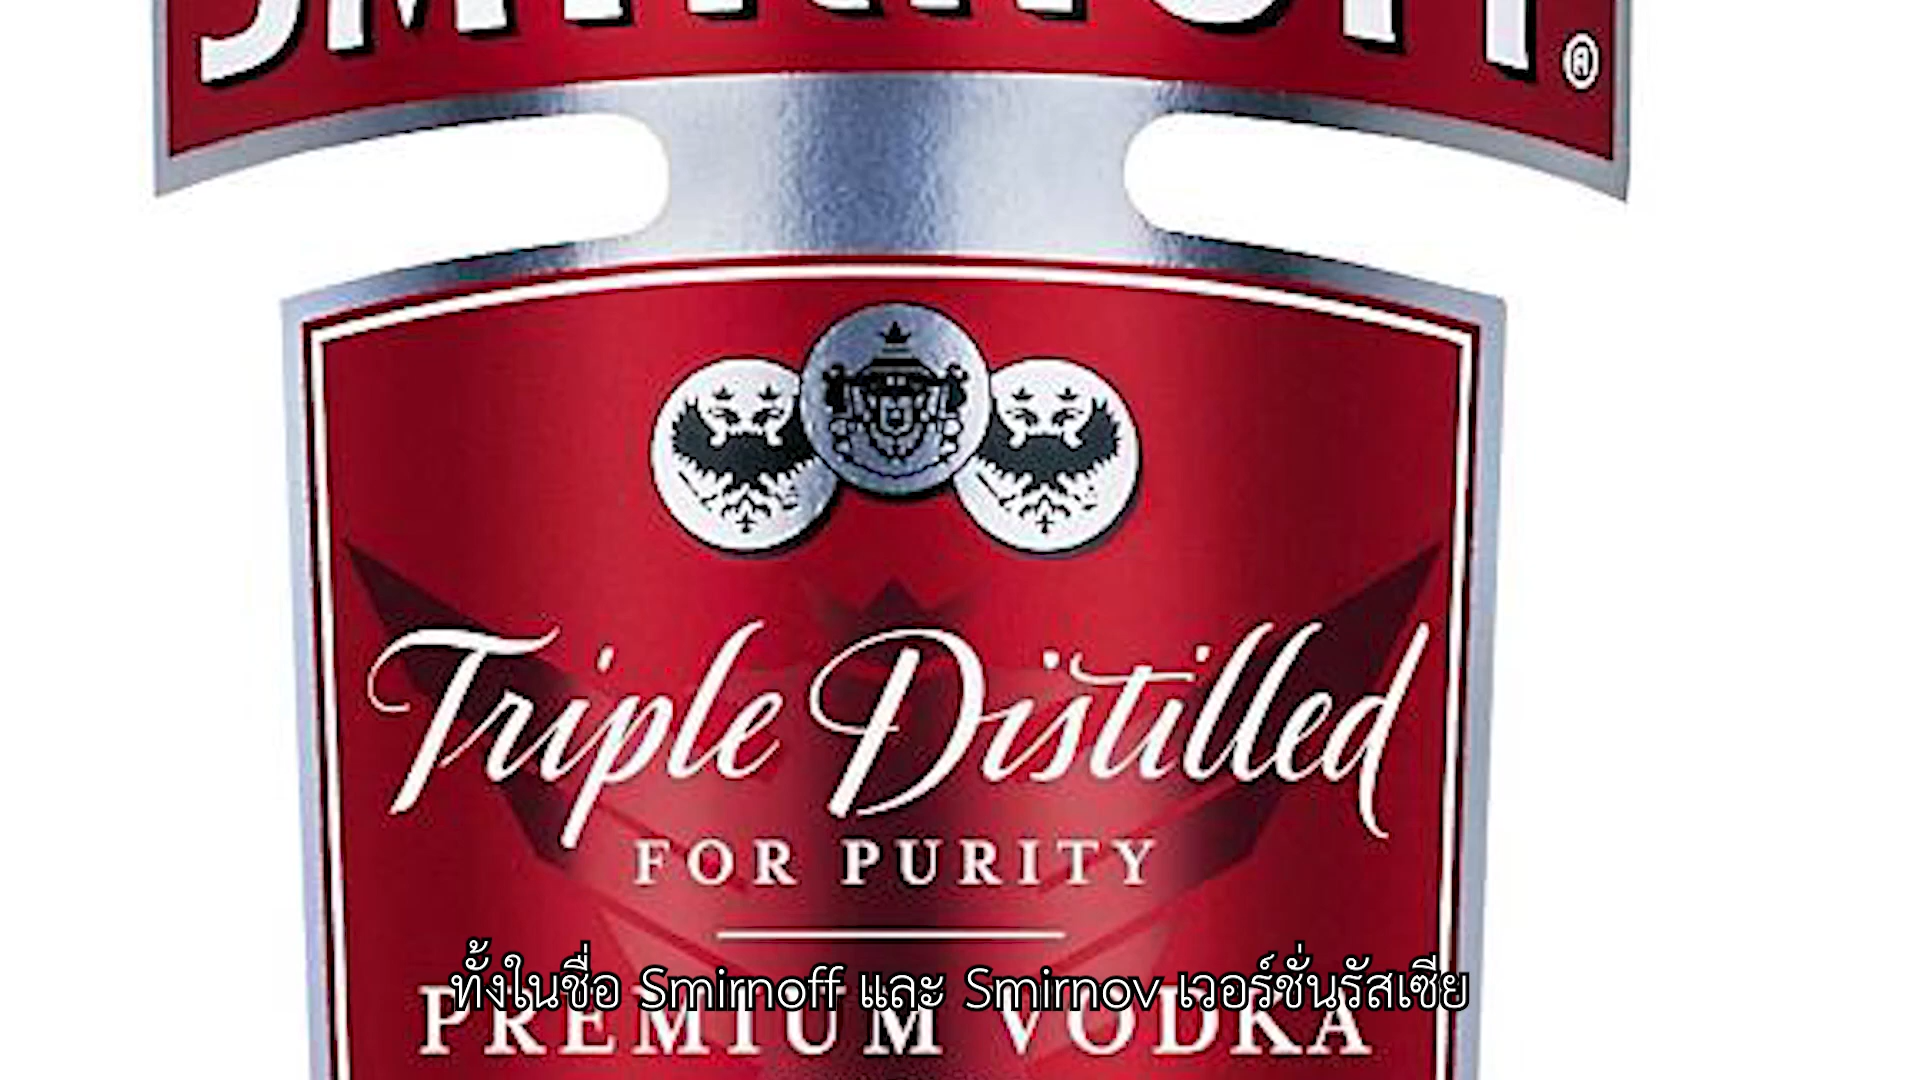 SMIRNOFF
®
Triple Distilled
FOR PURITY
ทั้งในชื่อ Smirnoff และ Smirnov เวอร์ชั่นรัสเซีย
PREMIUM VODKA